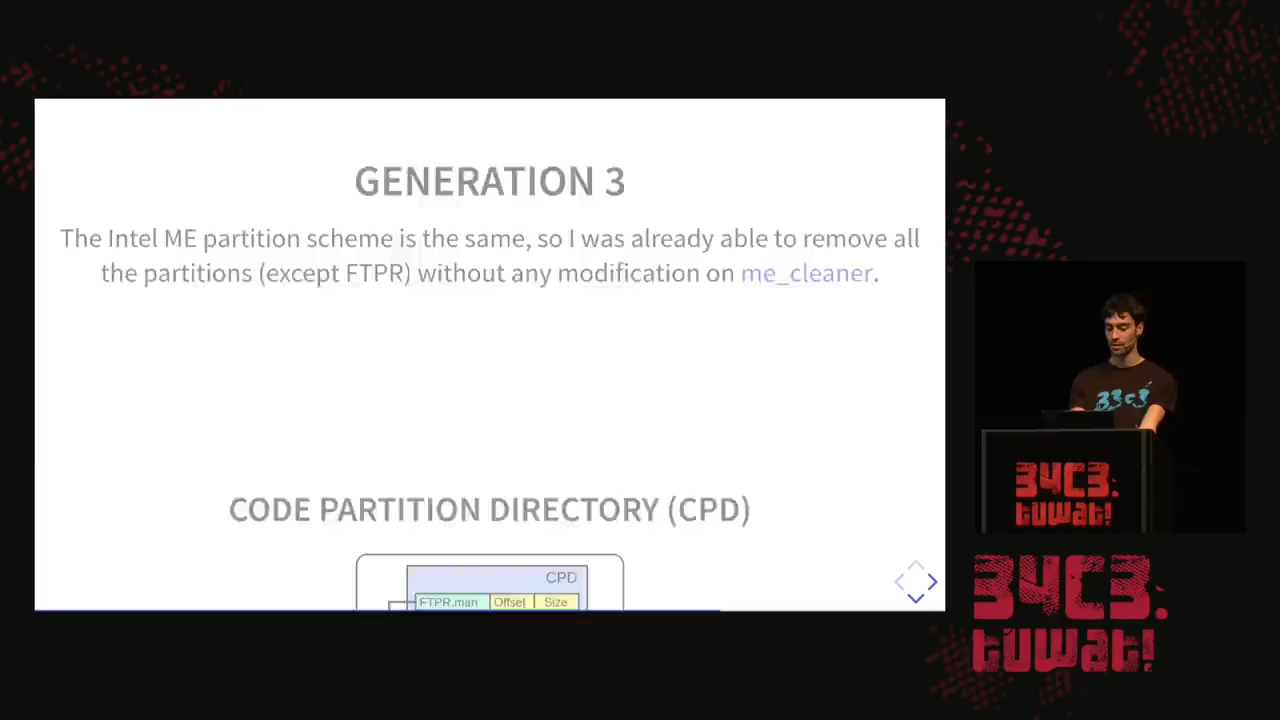 GENERATION 3
The Intel ME partition scheme is the same, so I was already able to remove all
the partitions (except FTPR) without any modification on me_cleaner.
CODE PARTITION DIRECTORY (CPD)
CPD
FTPR.man Offset Size
33c3
34C3.
tuwat!
34C3.
tuwat!